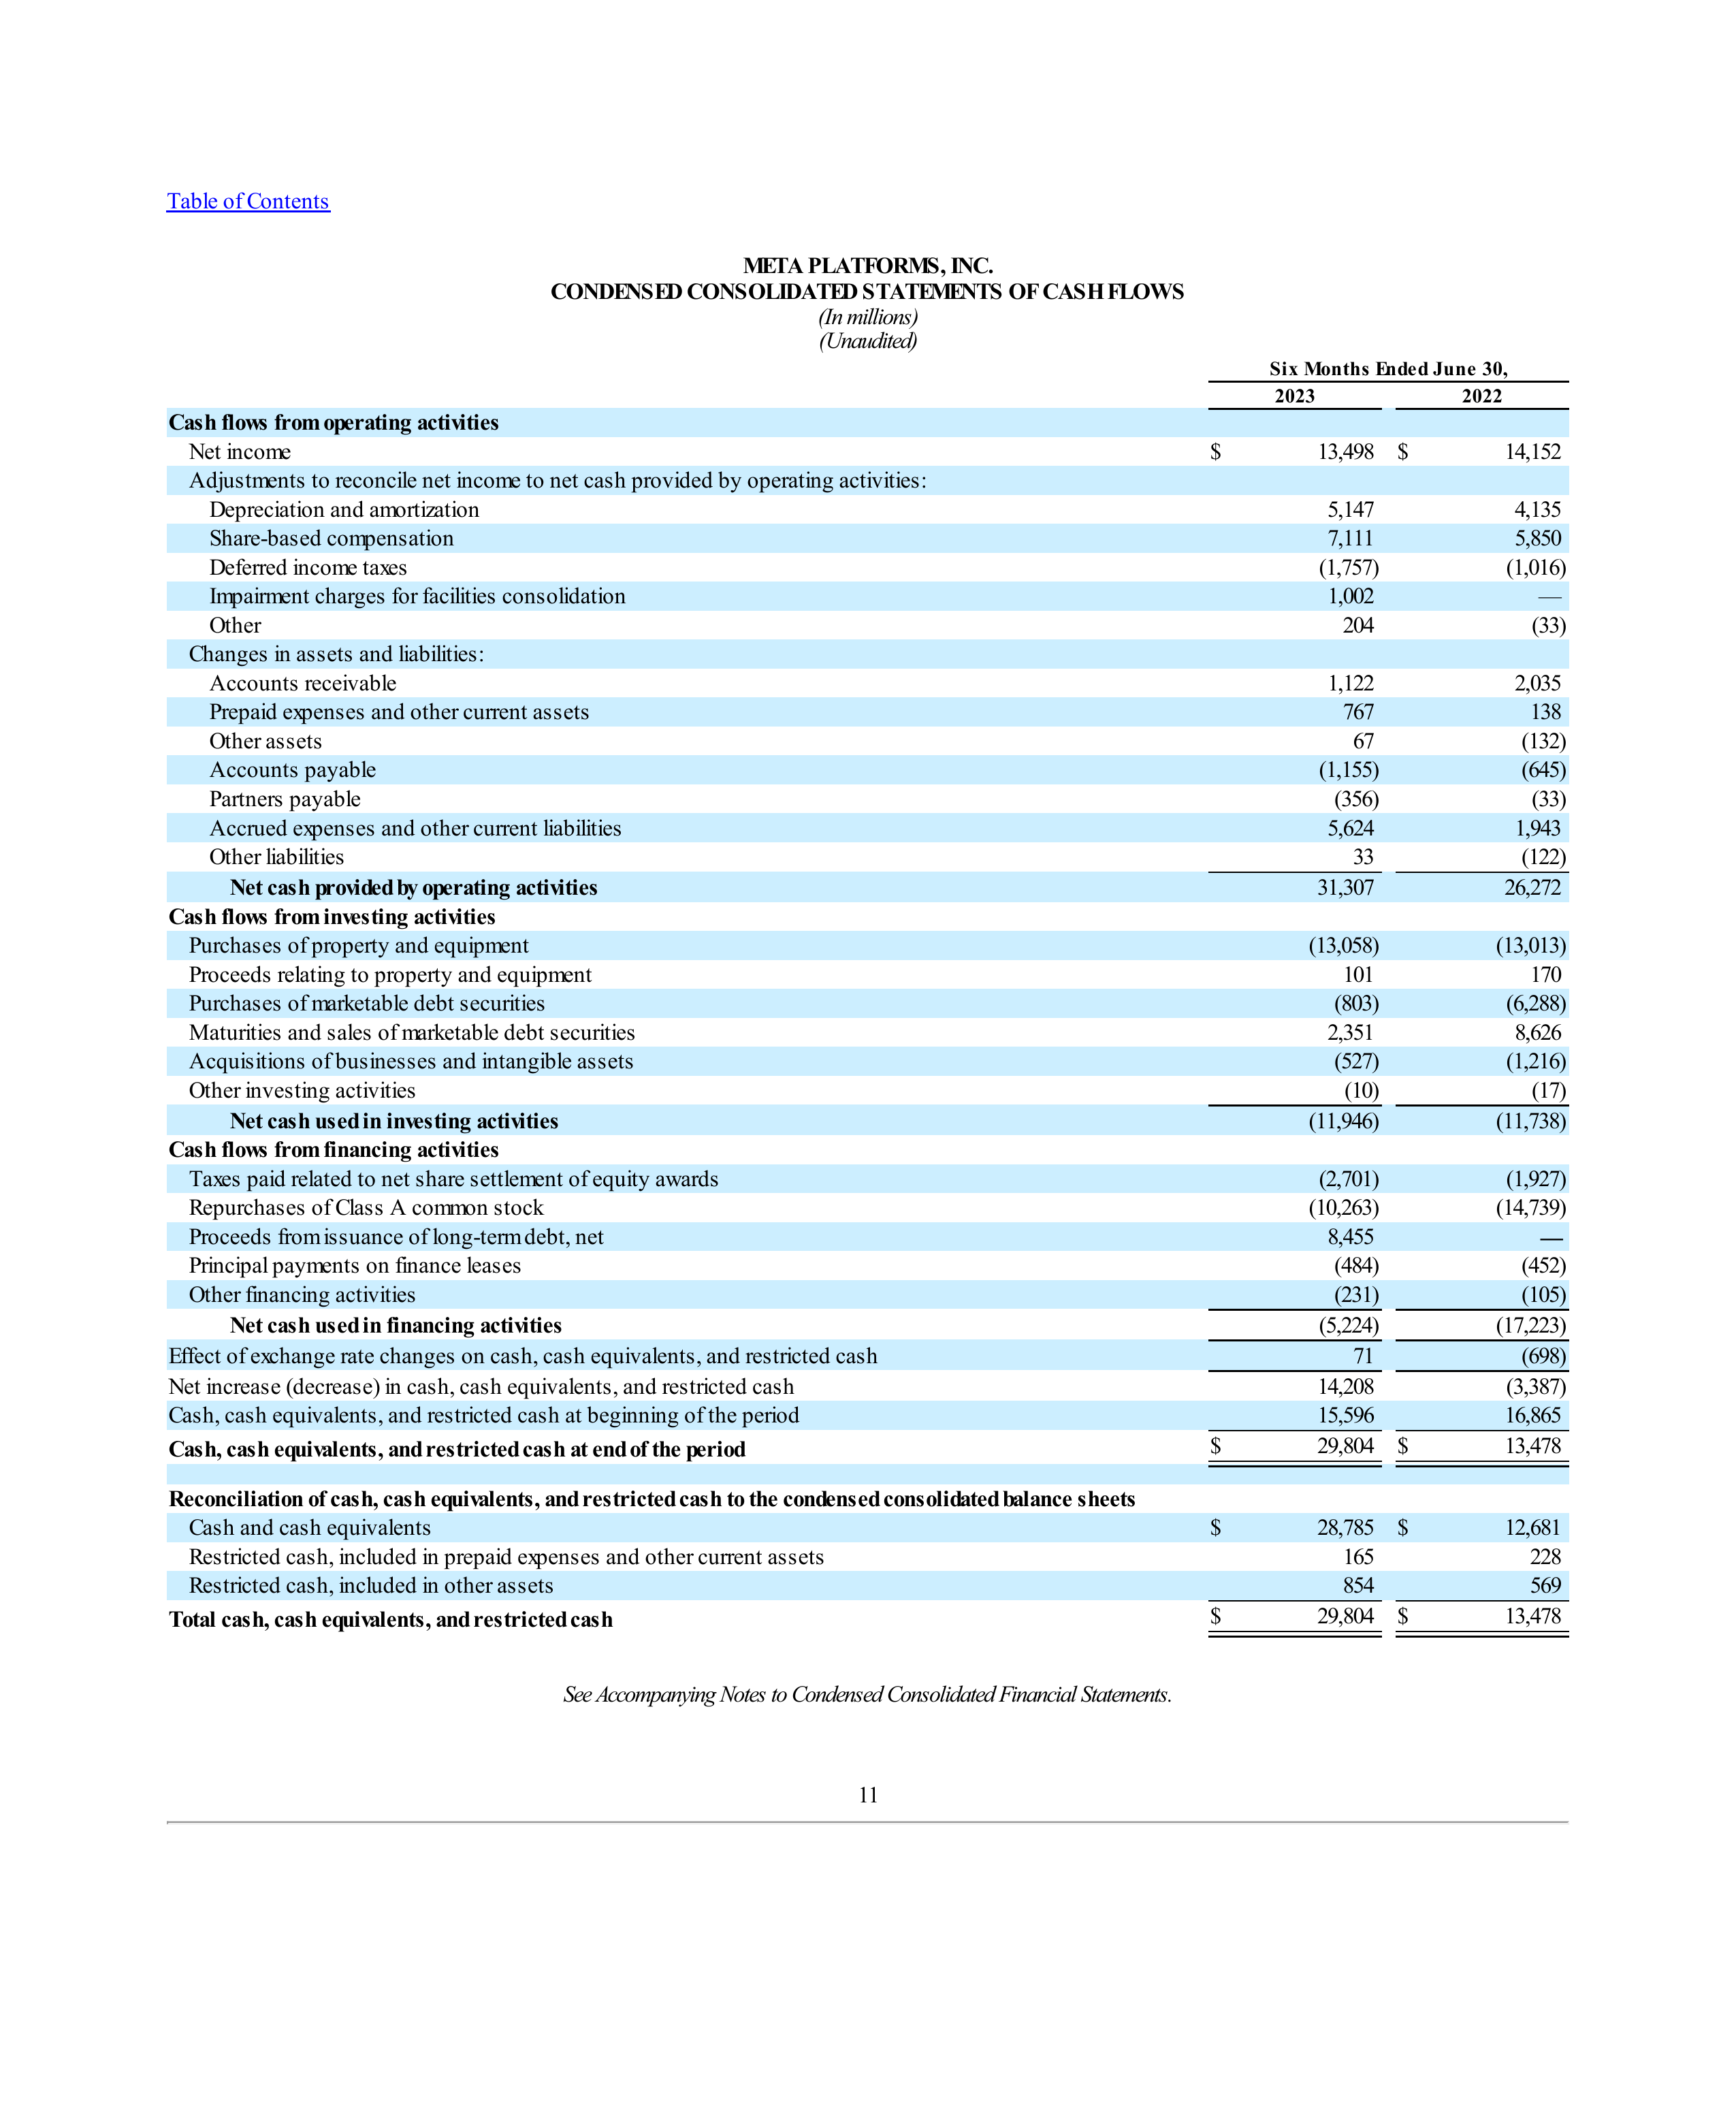 Table of Contents
META PLATFORMS, INC.
CONDENSED CONSOLIDATED STATEMENTS OF CASH FLOWS
(In millions)
(Unaudited)
Six Months Ended June 30,
2023 2022
Cash flows from operating activities
Net income $ 13,498 $ 14,152
Adjustments to reconcile net income to net cash provided by operating activities:
Depreciation and amortization 5,147 4,135
Share-based compensation 7,111 5,850
Deferred income taxes (1,757) (1,016)
Impairment charges for facilities consolidation 1,002 —
Other 204 (33)
Changes in assets and liabilities:
Accounts receivable 1,122 2,035
Prepaid expenses and other current assets 767 138
Other assets 67 (132)
Accounts payable (1,155) (645)
Partners payable (356) (33)
Accrued expenses and other current liabilities 5,624 1,943
Other liabilities 33 (122)
Net cash provided by operating activities 31,307 26,272
Cash flows from investing activities
Purchases of property and equipment (13,058) (13,013)
Proceeds relating to property and equipment 101 170
Purchases of marketable debt securities (803) (6,288)
Maturities and sales of marketable debt securities 2,351 8,626
Acquisitions of businesses and intangible assets (527) (1,216)
Other investing activities (10) (17)
Net cash used in investing activities (11,946) (11,738)
Cash flows from financing activities
Taxes paid related to net share settlement of equity awards (2,701) (1,927)
Repurchases of Class A common stock (10,263) (14,739)
Proceeds from issuance of long-term debt, net 8,455 —
Principal payments on finance leases (484) (452)
Other financing activities (231) (105)
Net cash used in financing activities (5,224) (17,223)
Effect of exchange rate changes on cash, cash equivalents, and restricted cash 71 (698)
Net increase (decrease) in cash, cash equivalents, and restricted cash 14,208 (3,387)
Cash, cash equivalents, and restricted cash at beginning of the period 15,596 16,865
Cash, cash equivalents, and restricted cash at end of the period $ 29,804 $ 13,478
Reconciliation of cash, cash equivalents, and restricted cash to the condensed consolidated balance sheets
Cash and cash equivalents $ 28,785 $ 12,681
Restricted cash, included in prepaid expenses and other current assets 165 228
Restricted cash, included in other assets 854 569
Total cash, cash equivalents, and restricted cash $ 29,804 $ 13,478
See Accompanying Notes to Condensed Consolidated Financial Statements.
11